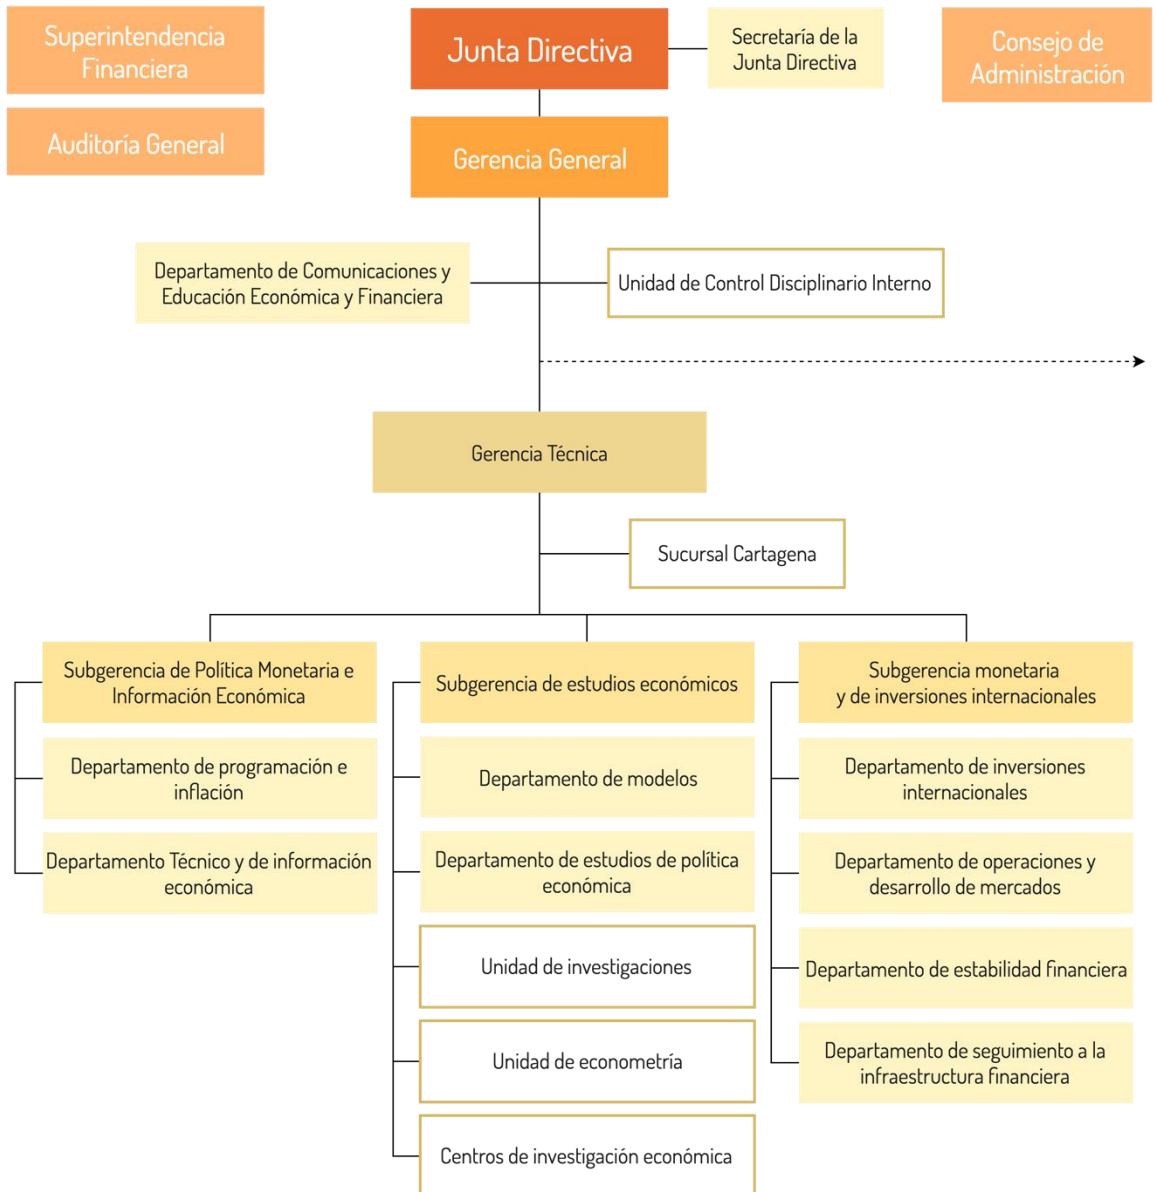 Superintendencia
Financiera
Junta Directiva
Secretaría de la
Junta Directiva
Consejo de
Administración
Auditoría General
Gerencia General
Departamento de Comunicaciones y
Educación Económica y Financiera
Unidad de Control Disciplinario Interno
Gerencia Técnica
Sucursal Cartagena
Subgerencia de Política Monetaria e
Información Económica
Departamento de programación e
inflación
Departamento Técnico y de información
económica
Subgerencia de estudios económicos
Departamento de modelos
Departamento de estudios de política
económica
Unidad de investigaciones
Unidad de econometría
Centros de investigación económica
Subgerencia monetaria
y de inversiones internacionales
Departamento de inversiones
internacionales
Departamento de operaciones y
desarrollo de mercados
Departamento de estabilidad financiera
Departamento de seguimiento a la
infraestructura financiera